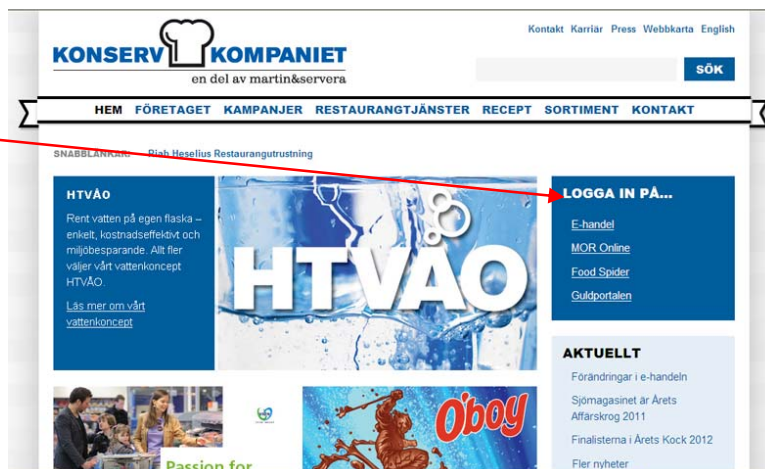 Kontakt Karriär Press Webbkarta English
KONSERV KOMPANIET
en del av martin&servera
SÖK
HEM FÖRETAGET KAMPANJER RESTAURANGTJÄNSTER RECEPT SORTIMENT KONTAKT
SNABBLÄNKAR: Riah Heselius Restaurangutrustning
HTVÅO
Rent vatten på egen flaska –
enkelt, kostnadseffektivt och
miljöbesparande. Allt fler
väljer vårt vattenkoncept
HTVÅO.
Läs mer om vårt
vattenkoncept
HTVÅO
LOGGA IN PÅ...
E-handel
MOR Online
Food Spider
Guldportalen
AKTUELLT
Förändringar i e-handeln
Sjömagasinet är Årets
Affärskrog 2011
Finalisterna i Årets Kock 2012
Fler nyheter
Passion for
O'boy